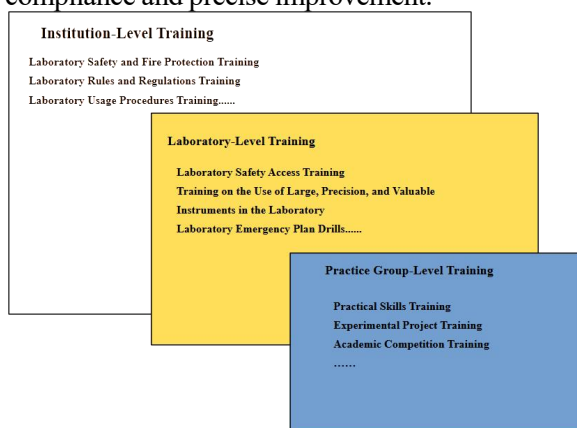 compliance and precise improvement.
Institution-Level Training
Laboratory Safety and Fire Protection Training
Laboratory Rules and Regulations Training
Laboratory Usage Procedures Training......
Laboratory-Level Training
Laboratory Safety Access Training
Training on the Use of Large, Precision, and Valuable
Instruments in the Laboratory
Laboratory Emergency Plan Drills......
Practice Group-Level Training
Practical Skills Training
Experimental Project Training
Academic Competition Training
......